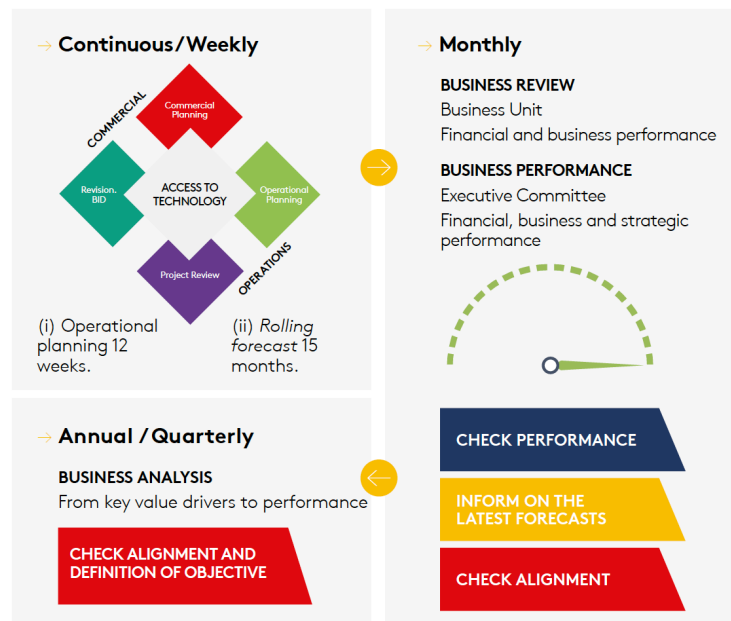 → Continuous/Weekly
COMMERCIAL
Commercial
Planning
Revision.
BID
ACCESS TO
TECHNOLOGY
Operational
Planning
Project Review
OPERATIONS
(i) Operational
planning 12
weeks.
(ii) Rolling
forecast 15
months.
→ Monthly
BUSINESS REVIEW
Business Unit
Financial and business performance
BUSINESS PERFORMANCE
Executive Committee
Financial, business and strategic
performance
CHECK PERFORMANCE
INFORM ON THE
LATEST FORECASTS
CHECK ALIGNMENT
→ Annual /Quarterly
BUSINESS ANALYSIS
From key value drivers to performance
CHECK ALIGNMENT AND
DEFINITION OF OBJECTIVE